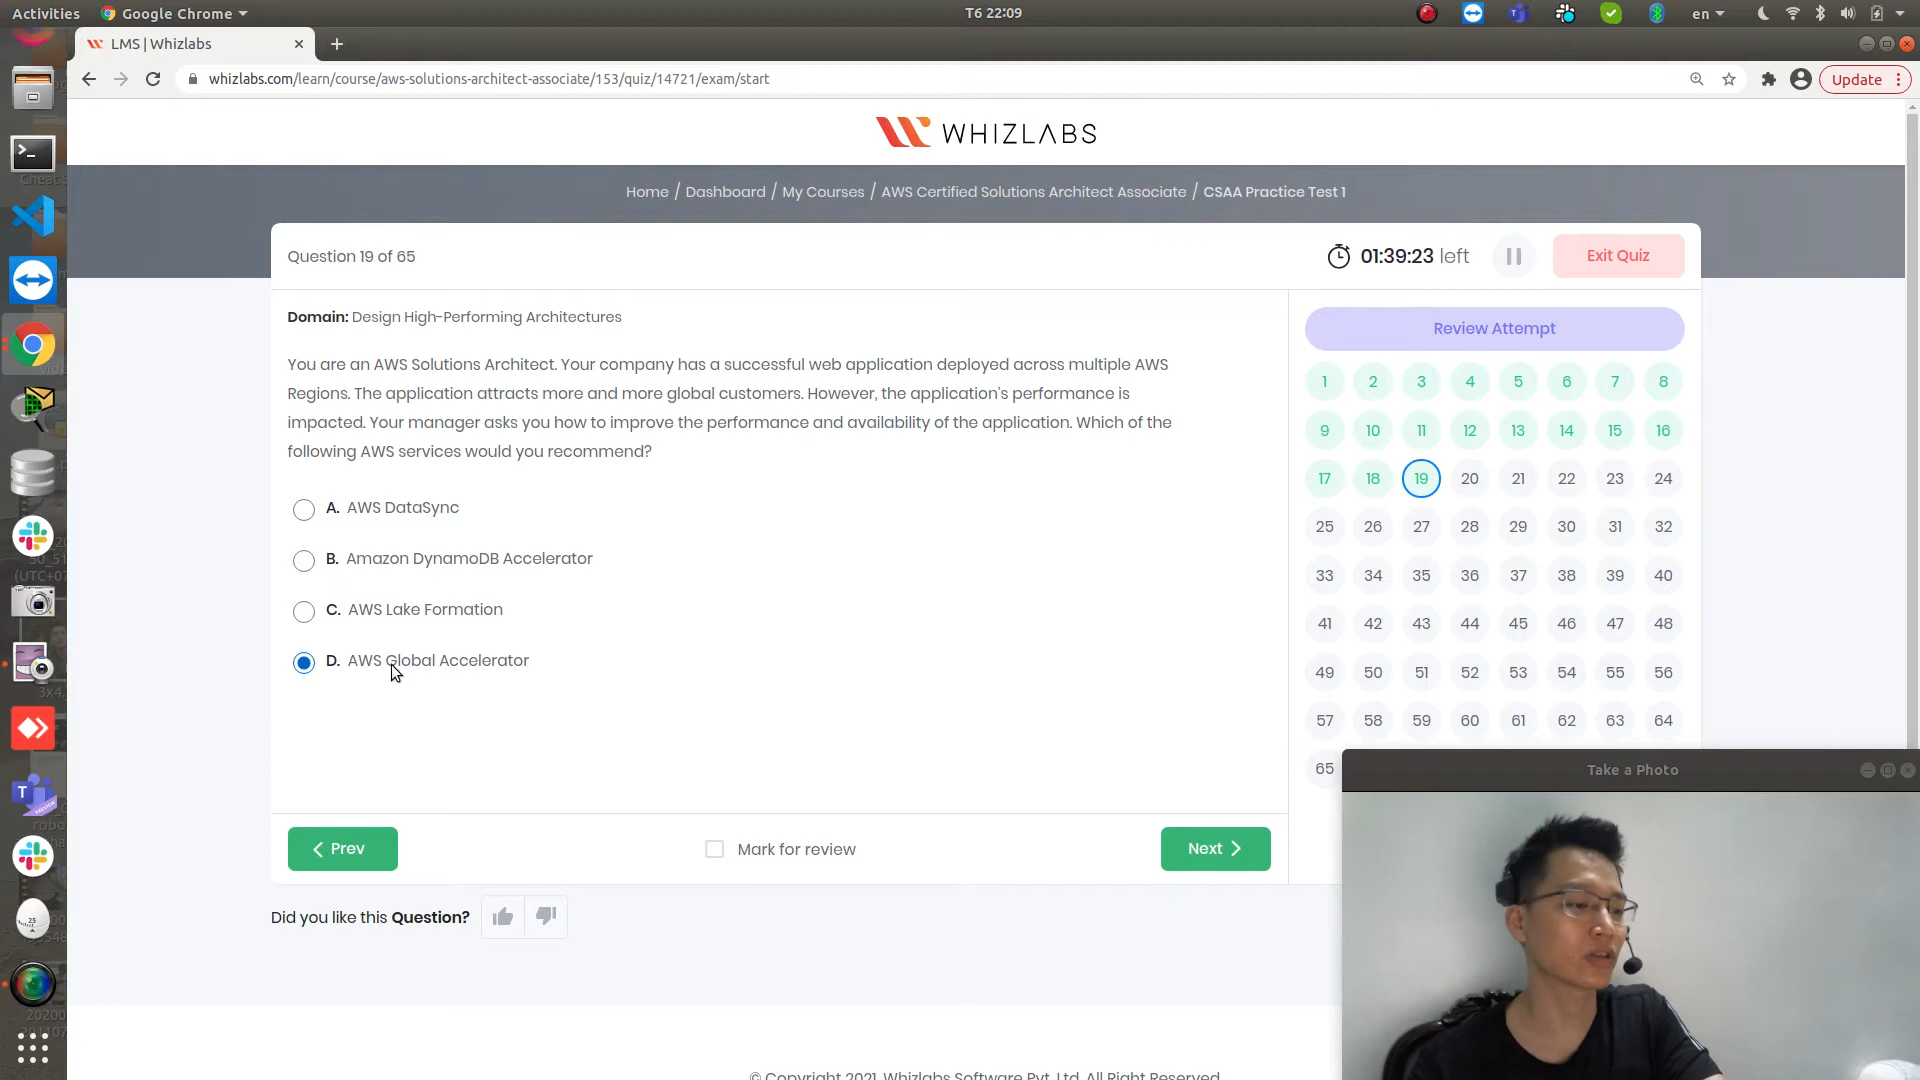 Activities
Google Chrome
T6 22:09
en
LMS | Whizlabs
whizlabs.com/learn/course/aws-solutions-architect-associate/153/quiz/14721/exam/start
Update
WHIZLABS
Home / Dashboard / My Courses / AWS Certified Solutions Architect Associate / CSAA Practice Test 1
Question 19 of 65
01:39:23 left
Exit Quiz
Domain: Design High-Performing Architectures
You are an AWS Solutions Architect. Your company has a successful web application deployed across multiple AWS
Regions. The application attracts more and more global customers. However, the application's performance is
impacted. Your manager asks you how to improve the performance and availability of the application. Which of the
following AWS services would you recommend?
A. AWS DataSync
B. Amazon DynamoDB Accelerator
C. AWS Lake Formation
D. AWS Global Accelerator
Prev
Mark for review
Next
Did you like this Question?
Review Attempt
1 2 3 4 5 6 7 8
9 10 11 12 13 14 15 16
17 18 19 20 21 22 23 24
25 26 27 28 29 30 31 32
33 34 35 36 37 38 39 40
41 42 43 44 45 46 47 48
49 50 51 52 53 54 55 56
57 58 59 60 61 62 63 64
65
Take a Photo
© Copyright 2021. Whizlabs Software Pvt. Ltd. All Right Reserved